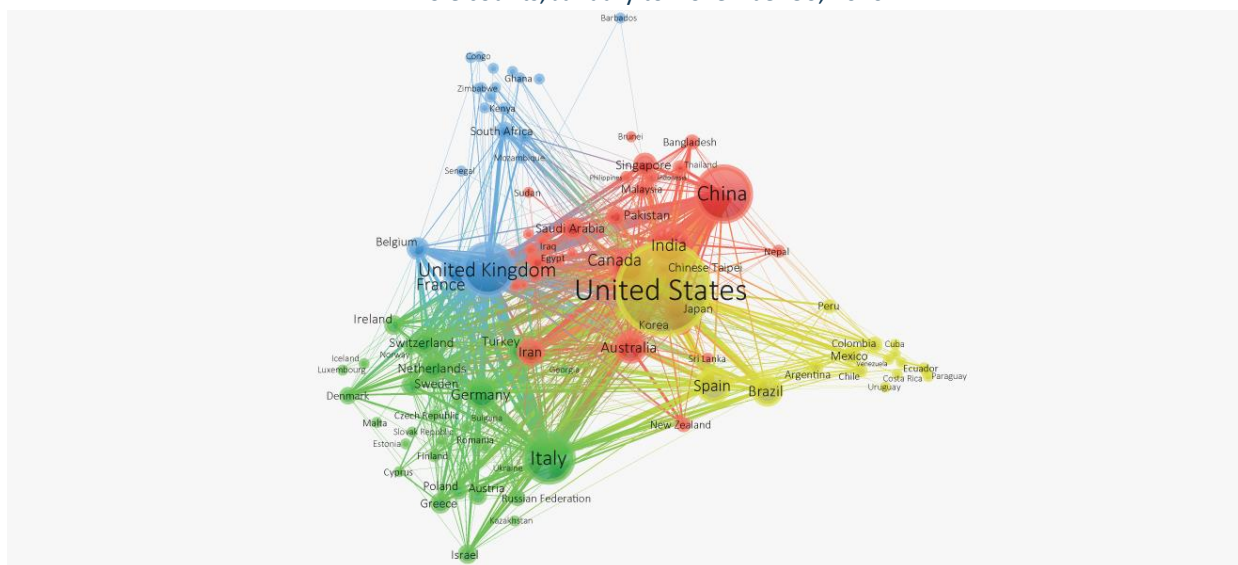 Barbados
Congo
Ghana
Zimbabwe
Kenya
South Africa
Brunei
Bangladesh
Mozambique
Singapore
Thailand
Senegal
Philippines
Indonesia
Malaysia
China
Sudan
Pakistan
Saudi Arabia
Belgium
Iraq
India
Nepal
Egypt
Canada
United Kingdom
Chinese Taipei
France
United States
Peru
Japan
Ireland
Korea
Switzerland
Turkey
Colombia
Cuba
Iran
Australia
Norway
Iceland
Sri Lanka
Mexico
Venezuela
Luxembourg
Netherlands
Georgia
Ecuador
Argentina
Chile
Costa Rica
Paraguay
Sweden
Spain
Uruguay
Denmark
Germany
Brazil
Czech Republic
Bulgaria
Malta
New Zealand
Slovak Republic
Estonia
Romania
Finland
Italy
Ukraine
Cyprus
Poland
Austria
Russian Federation
Greece
Kazakhstan
Israel